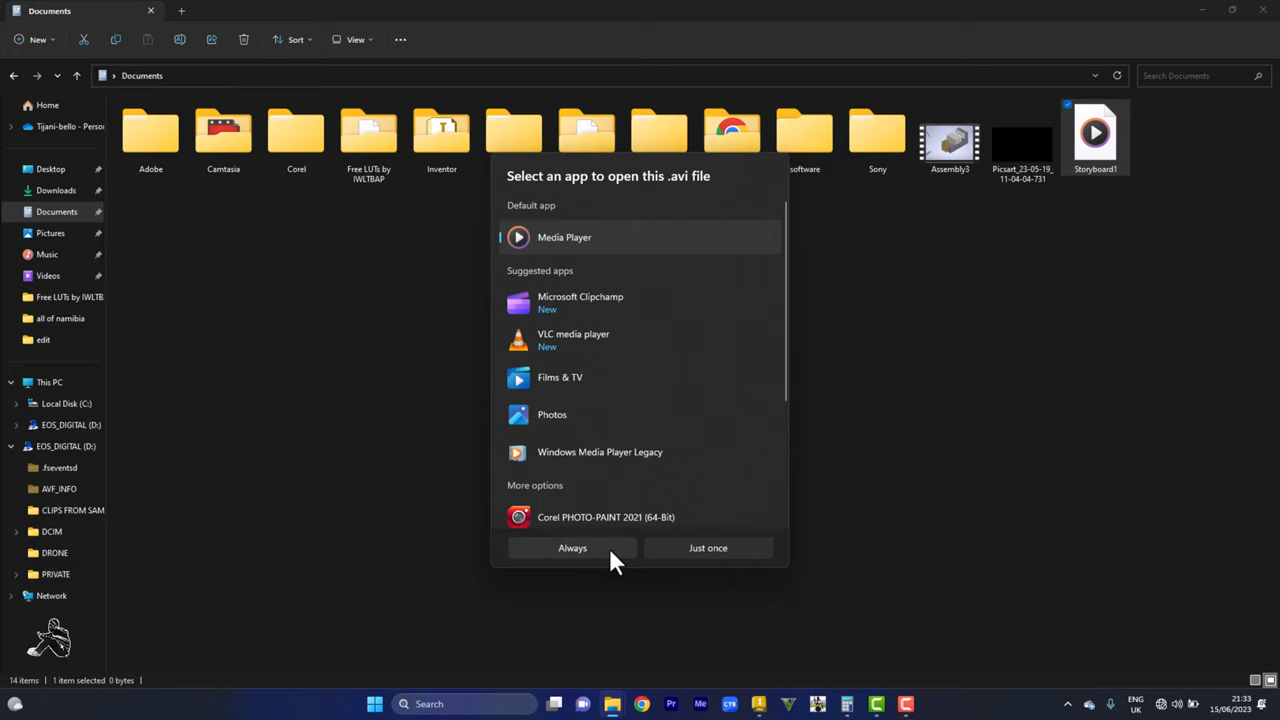 Documents
New
Sort
View
Documents
Search Documents
Home
Tijani-bello - Perso
Desktop
Downloads
Documents
Pictures
Music
Videos
Free LUTs by IWLTB
all of namibia
edit
This PC
Local Disk (C:)
EOS_DIGITAL (D:)
EOS_DIGITAL (D:)
.fseventsd
AVF_INFO
CLIPS FROM SAM
DCIM
DRONE
PRIVATE
Network
Adobe
Camtasia
Corel
Free LUTs by
IWLTBAP
Inventor
software
Sony
Assembly3
Picsart_23-05-19_
11-04-04-731
Storyboard1
Select an app to open this .avi file
Default app
Media Player
Suggested apps
Microsoft Clipchamp
New
VLC media player
New
Films & TV
Photos
Windows Media Player Legacy
More options
Corel PHOTO-PAINT 2021 (64-Bit)
Always
Just once
14 items
1 item selected 0 bytes
Search
Pr
Me
CTB
ENG
UK
21:33
15/06/2023